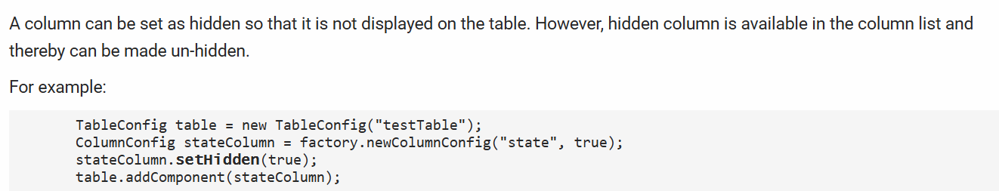 A column can be set as hidden so that it is not displayed on the table. However, hidden column is available in the column list and
thereby can be made un-hidden.
For example:
TableConfig table = new TableConfig("testTable");
ColumnConfig stateColumn = factory.newColumnConfig("state", true);
stateColumn.setHidden(true);
table.addComponent(stateColumn);